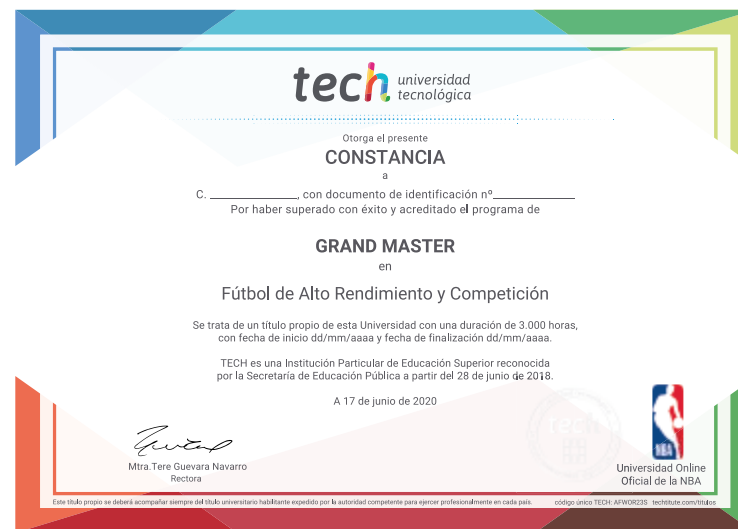 tech universidad
tecnológica
Otorga el presente
CONSTANCIA
a
C. ______________, con documento de identificación nº______________
Por haber superado con éxito y acreditado el programa de
GRAND MASTER
en
Fútbol de Alto Rendimiento y Competición
Se trata de un título propio de esta Universidad con una duración de 3.000 horas,
con fecha de inicio dd/mm/aaaa y fecha de finalización dd/mm/aaaa.
TECH es una Institución Particular de Educación Superior reconocida
por la Secretaría de Educación Pública a partir del 28 de junio de 2018.
A 17 de junio de 2020
tech
Mtra.Tere Guevara Navarro
Rectora
NBA
Universidad Online
Oficial de la NBA
Este título propio se deberá acompañar siempre del título universitario habilitante expedido por la autoridad competente para ejercer profesionalmente en cada país. código único TECH: AFWOR23S techtitute.com/titulos